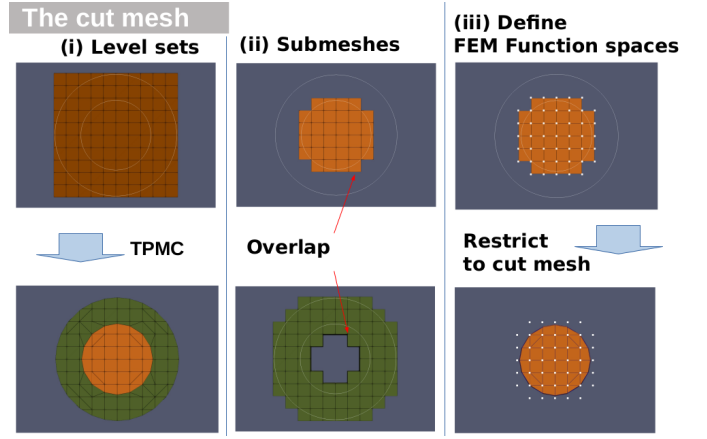 The cut mesh
(i) Level sets
(ii) Submeshes
(iii) Define
FEM Function spaces
TPMC
Overlap
Restrict
to cut mesh